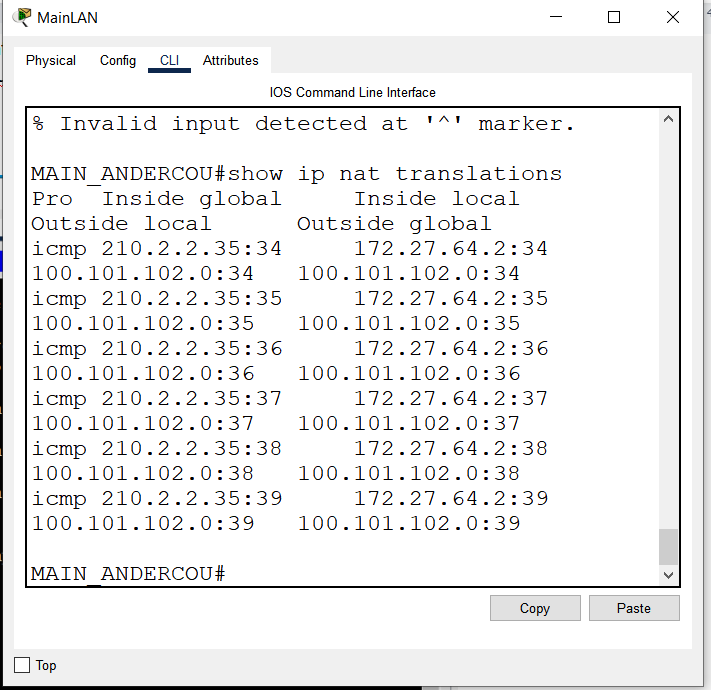 MainLAN
Physical Config CLI Attributes
IOS Command Line Interface
% Invalid input detected at '^' marker.
MAIN_ANDERCOU#show ip nat translations
Pro  Inside global     Inside local
Outside local      Outside global
icmp 210.2.2.35:34     172.27.64.2:34
100.101.102.0:34   100.101.102.0:34
icmp 210.2.2.35:35     172.27.64.2:35
100.101.102.0:35   100.101.102.0:35
icmp 210.2.2.35:36     172.27.64.2:36
100.101.102.0:36   100.101.102.0:36
icmp 210.2.2.35:37     172.27.64.2:37
100.101.102.0:37   100.101.102.0:37
icmp 210.2.2.35:38     172.27.64.2:38
100.101.102.0:38   100.101.102.0:38
icmp 210.2.2.35:39     172.27.64.2:39
100.101.102.0:39   100.101.102.0:39
MAIN_ANDERCOU#
Copy Paste
Top